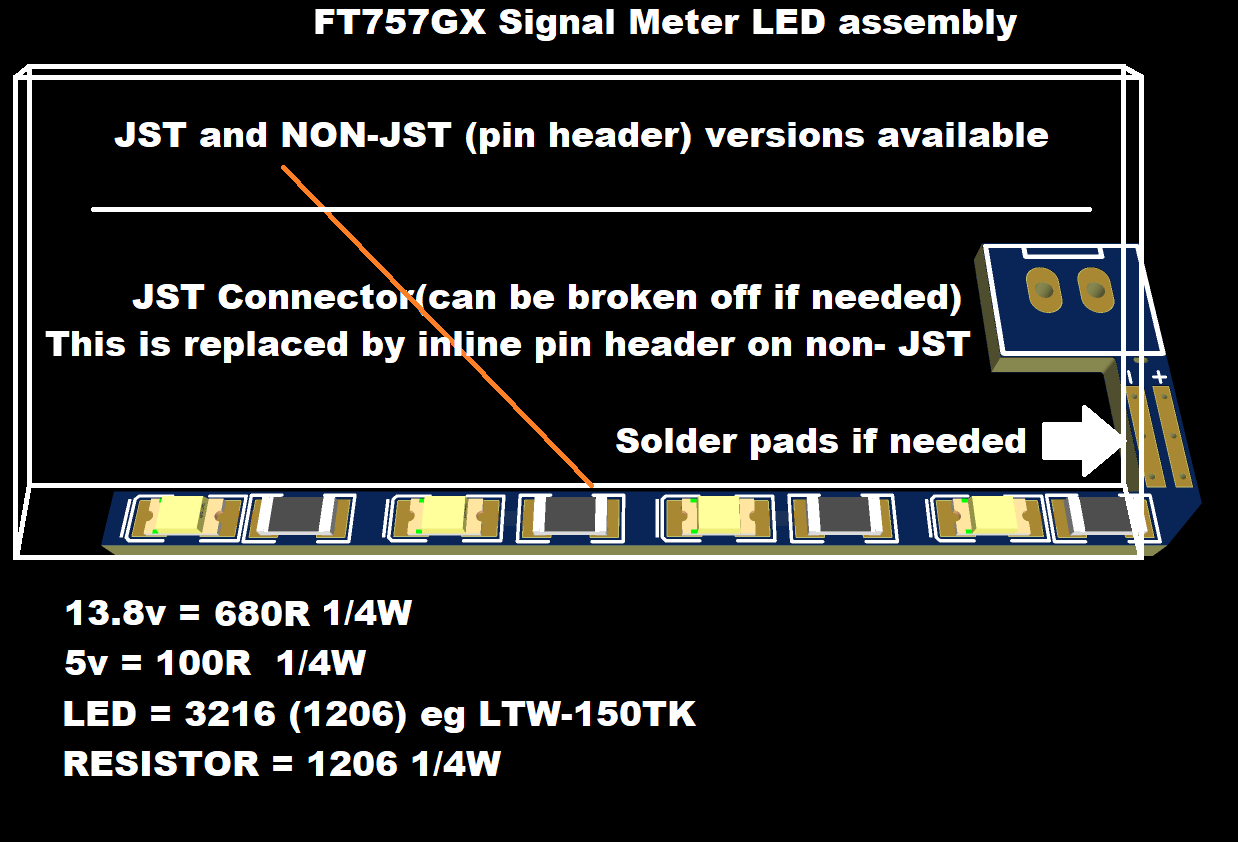 FT757GX Signal Meter LED assembly
JST and NON-JST (pin header) versions available
JST Connector(can be broken off if needed)
This is replaced by inline pin header on non- JST
- +
Solder pads if needed
13.8v = 680R 1/4W
5v = 100R 1/4W
LED = 3216 (1206) eg LTW-150TK
RESISTOR = 1206 1/4W